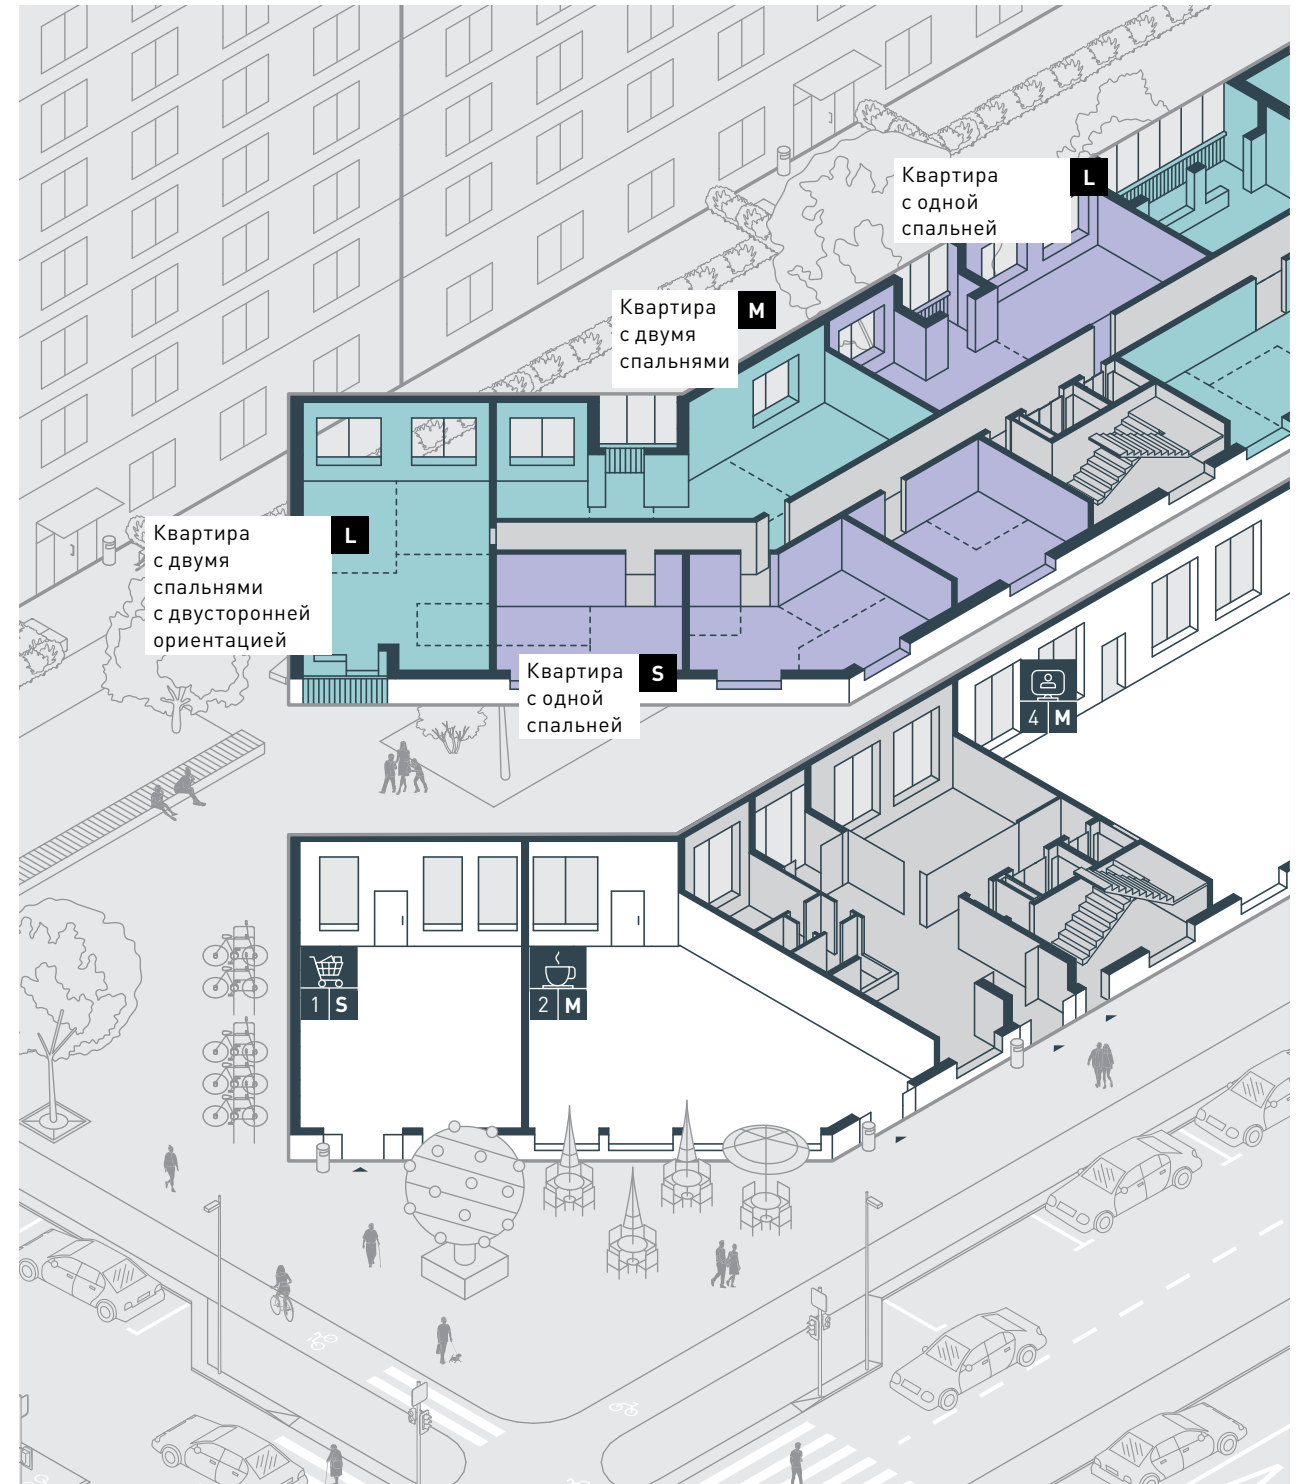 Квартира
с одной
спальней
L
Квартира
с двумя
спальнями
M
Квартира
с двумя
спальнями
с двусторонней
ориентацией
L
Квартира
с одной
спальней
S
4 M
1 S
2 M